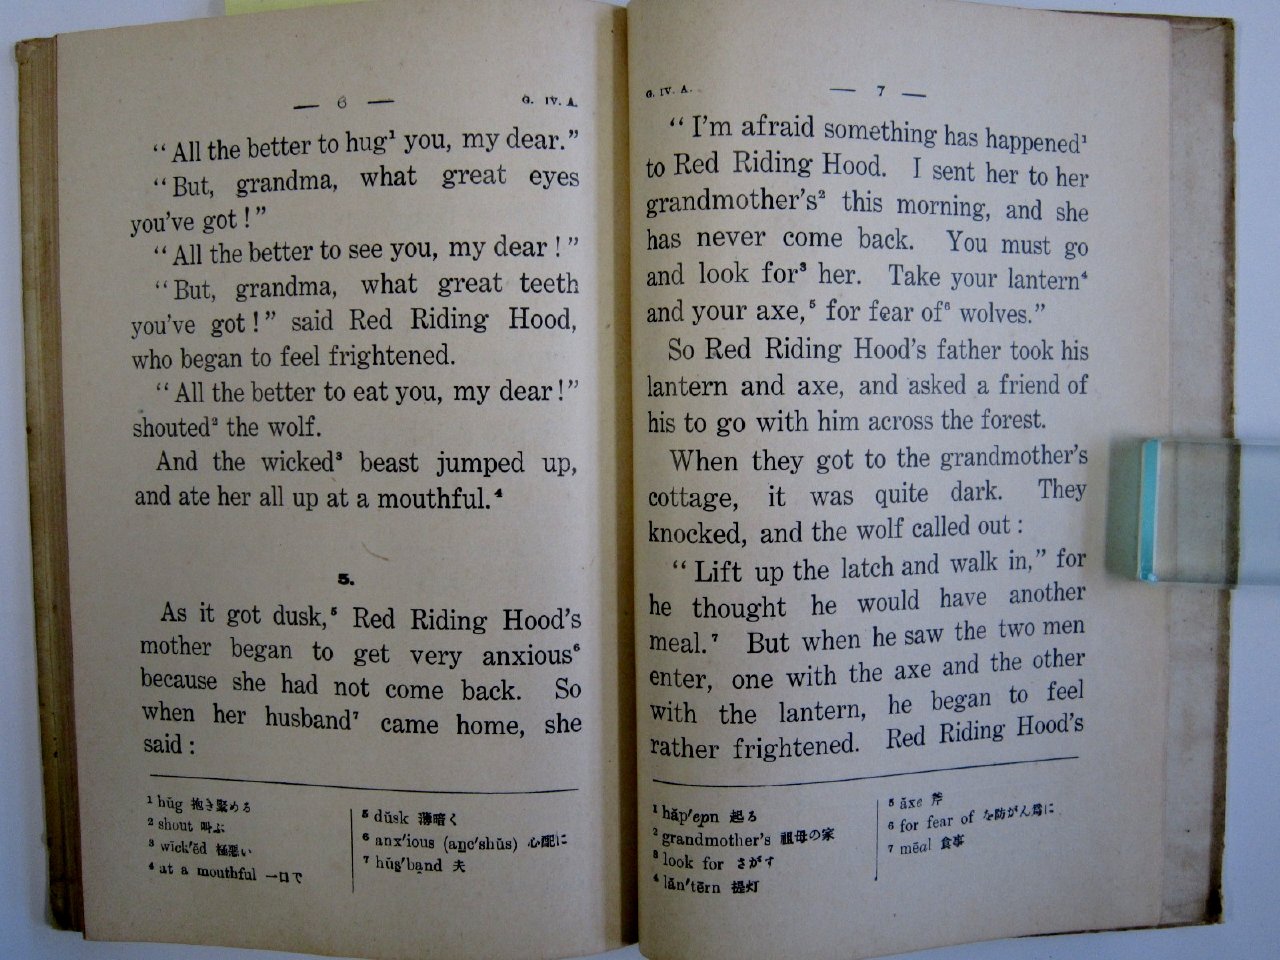 — 6 —
G. IV. A.
“All the better to hug¹ you, my dear.”
“But, grandma, what great eyes
you've got!”
“All the better to see you, my dear!”
“But, grandma, what great teeth
you've got!” said Red Riding Hood,
who began to feel frightened.
“All the better to eat you, my dear!”
shouted² the wolf.
And the wicked³ beast jumped up,
and ate her all up at a mouthful.⁴
5.
As it got dusk,⁵ Red Riding Hood's
mother began to get very anxious⁶
because she had not come back. So
when her husband⁷ came home, she
said:
¹ hŭg 抱き緊める
² shout 叫ぶ
³ wĭck′ĕd 極悪い
⁴ at a mouthful 一口で
⁵ dŭsk 薄暗く
⁶ anx′ious (aṉc′shŭs) 心配に
⁷ hŭs̱′ba̱nd 夫
G. IV. A.
— 7 —
“I'm afraid something has happened¹
to Red Riding Hood. I sent her to her
grandmother's² this morning, and she
has never come back. You must go
and look for³ her. Take your lantern⁴
and your axe,⁵ for fear of⁶ wolves.”
So Red Riding Hood's father took his
lantern and axe, and asked a friend of
his to go with him across the forest.
When they got to the grandmother's
cottage, it was quite dark. They
knocked, and the wolf called out:
“Lift up the latch and walk in,” for
he thought he would have another
meal.⁷ But when he saw the two men
enter, one with the axe and the other
with the lantern, he began to feel
rather frightened. Red Riding Hood's
¹ hăp′epn 起る
² grandmother's 祖母の家
³ look for さがす
⁴ lăn′tẽrn 提灯
⁵ ăxe 斧
⁶ for fear of を防がん爲に
⁷ mēal 食事